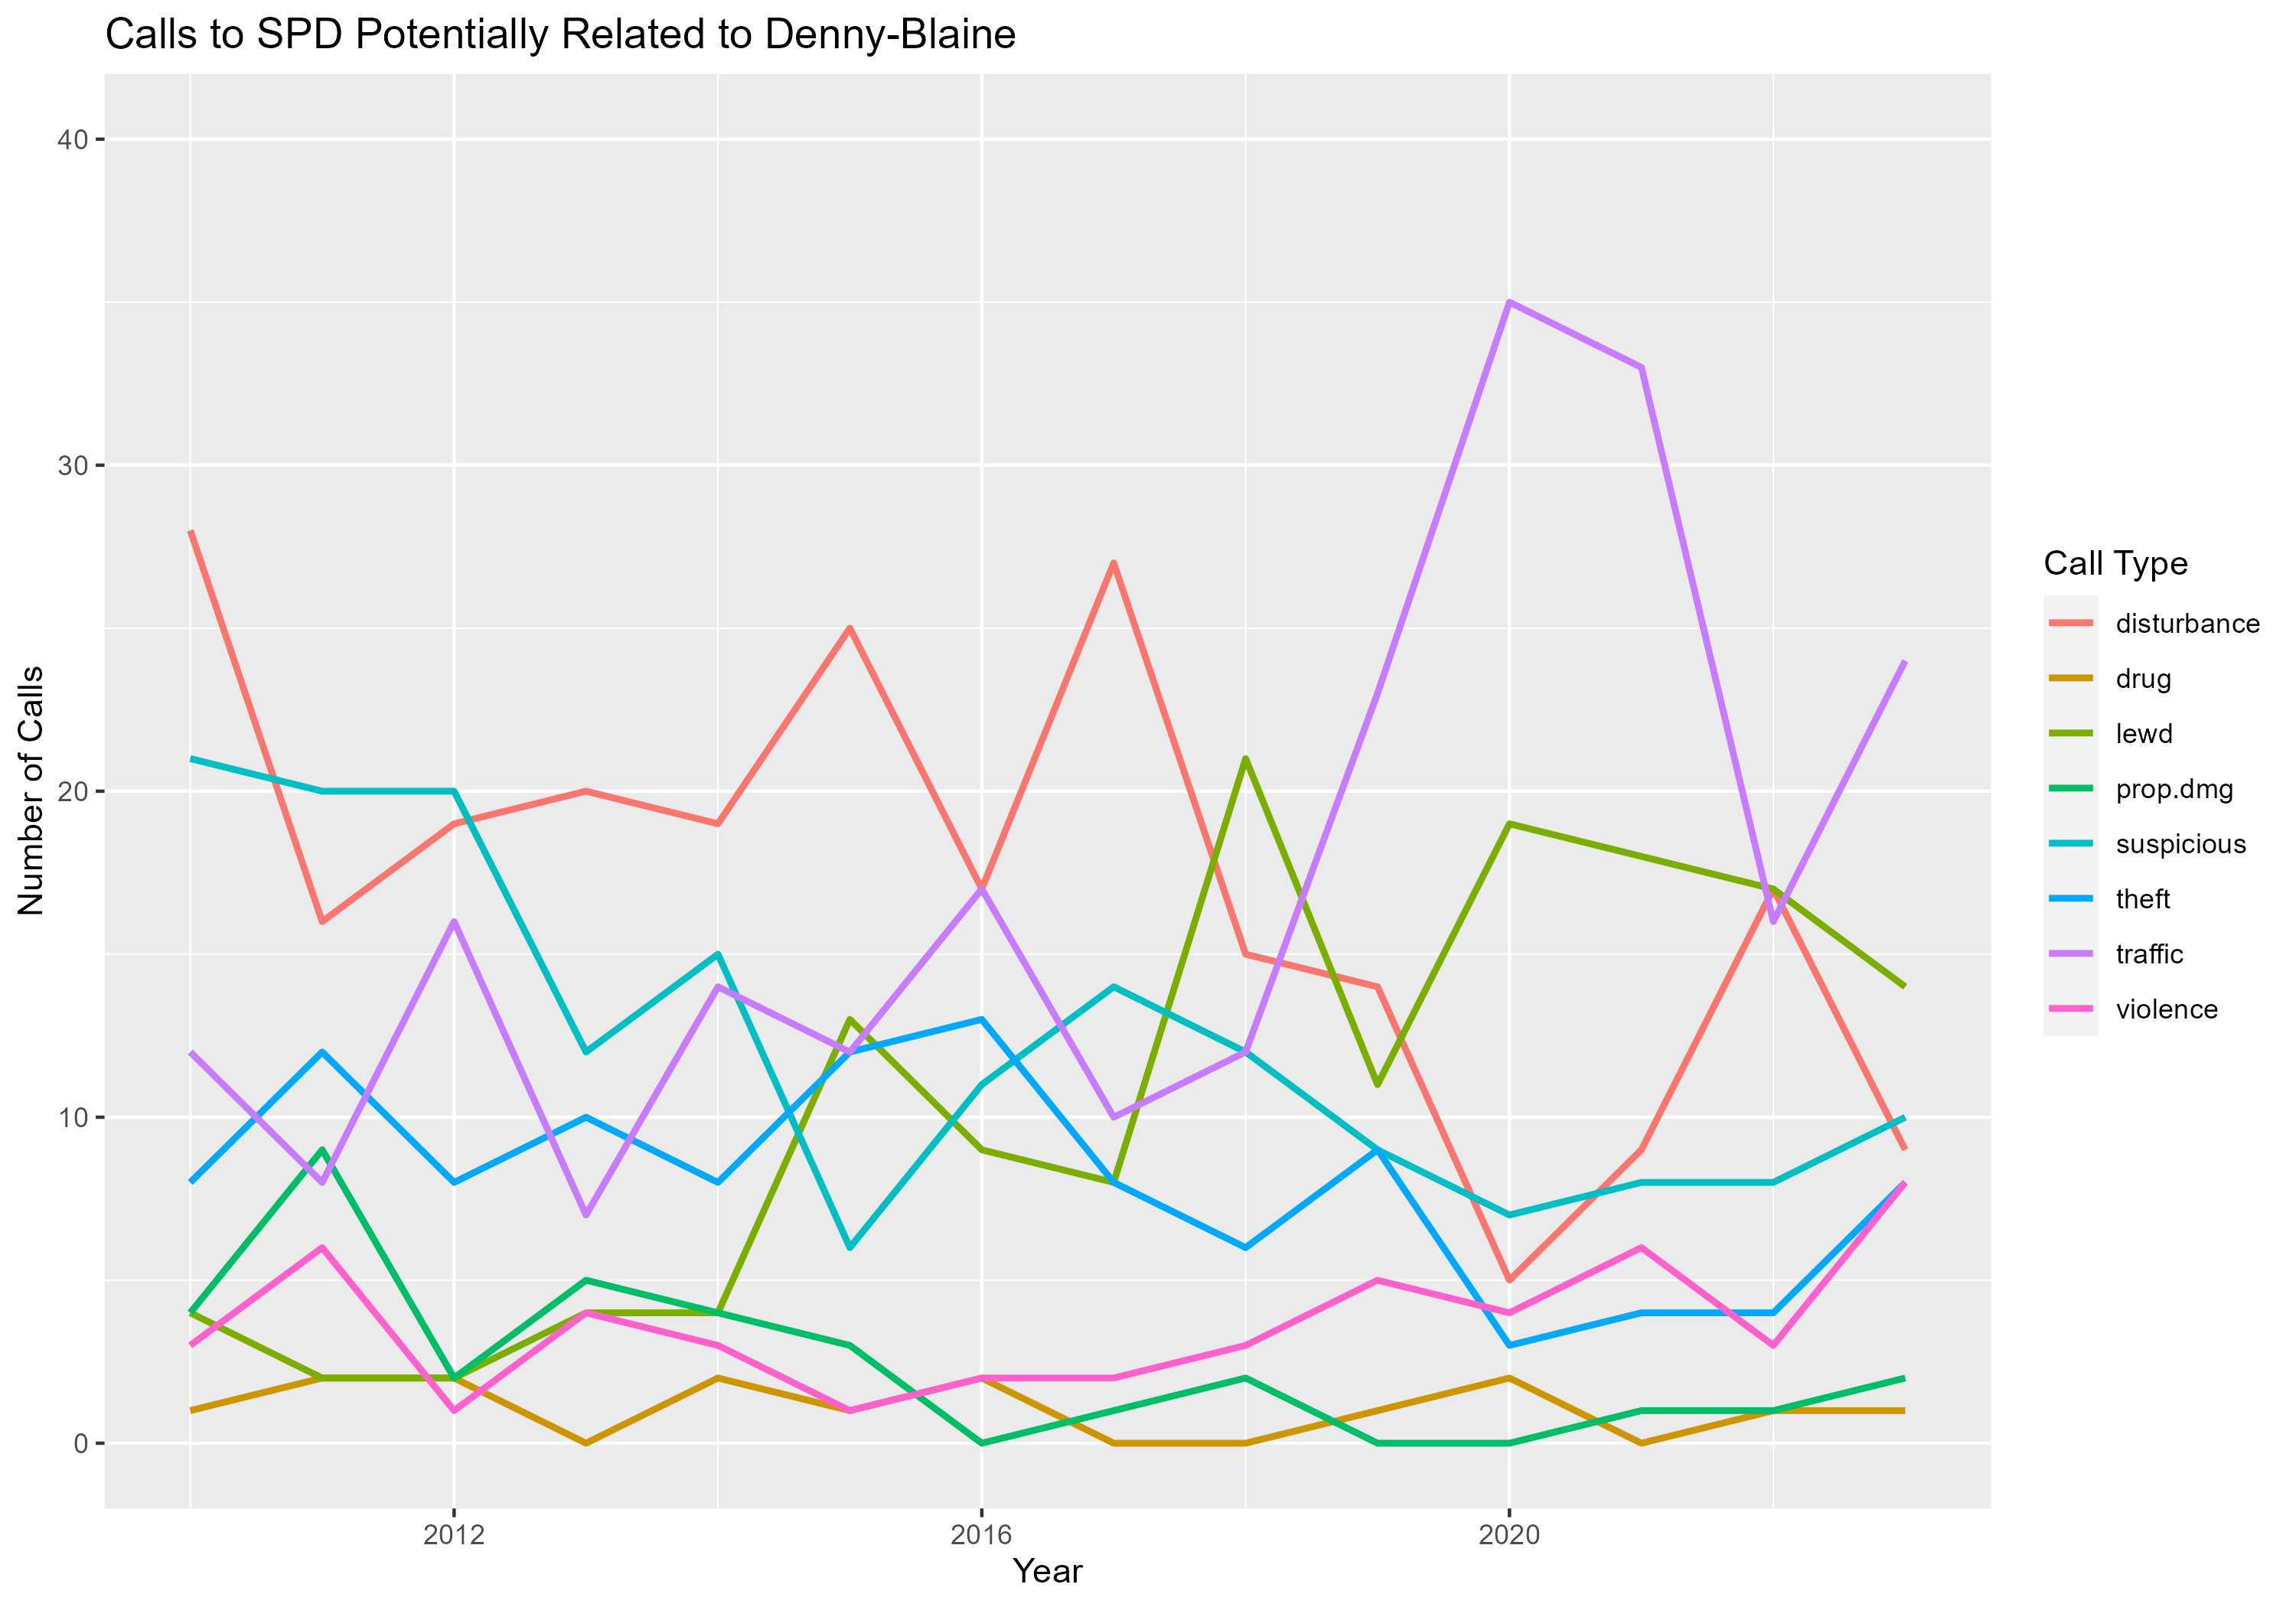 Calls to SPD Potentially Related to Denny-Blaine
40
30
20
10
0
Number of Calls
2012
2016
2020
Year
Call Type
disturbance
drug
lewd
prop.dmg
suspicious
theft
traffic
violence